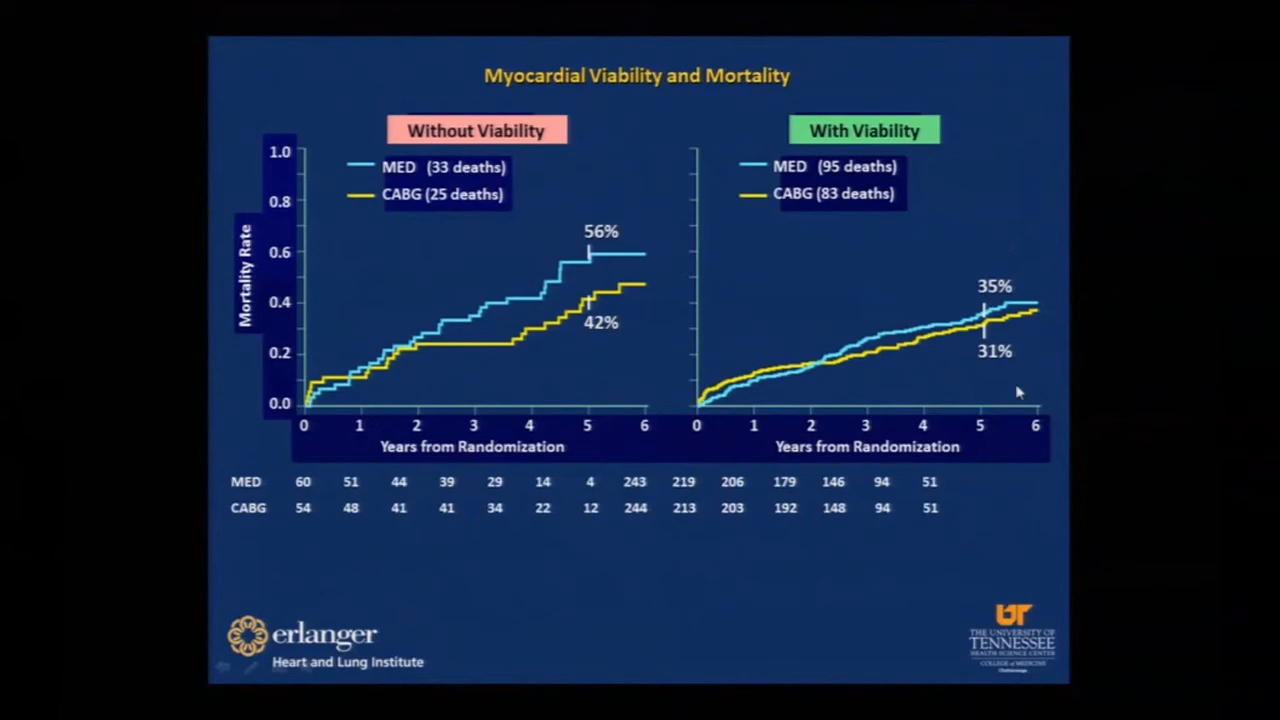 Myocardial Viability and Mortality
Without Viability
With Viability
MED (33 deaths)
CABG (25 deaths)
MED (95 deaths)
CABG (83 deaths)
Mortality Rate
1.0
0.8
0.6
0.4
0.2
0.0
56%
42%
35%
31%
0 1 2 3 4 5 6
0 1 2 3 4 5 6
Years from Randomization
Years from Randomization
MED 60 51 44 39 29 14 4 243 219 206 179 146 94 51
CABG 54 48 41 41 34 22 12 244 213 203 192 148 94 51
erlanger
Heart and Lung Institute
UT
THE UNIVERSITY OF
TENNESSEE
HEALTH SCIENCE CENTER
COLLEGE of MEDICINE
Chattanooga